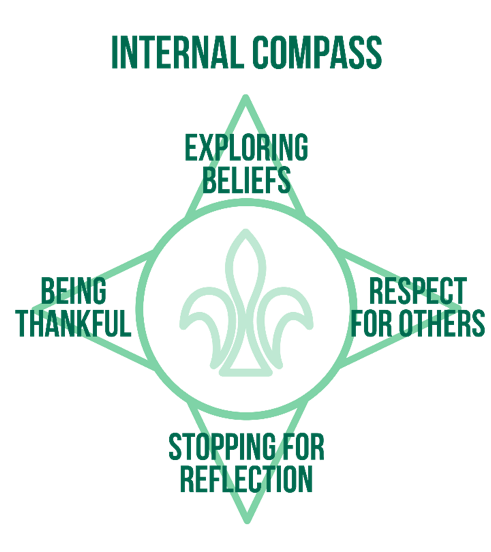 INTERNAL COMPASS
EXPLORING
BELIEFS
BEING
THANKFUL
RESPECT
FOR OTHERS
STOPPING FOR
REFLECTION